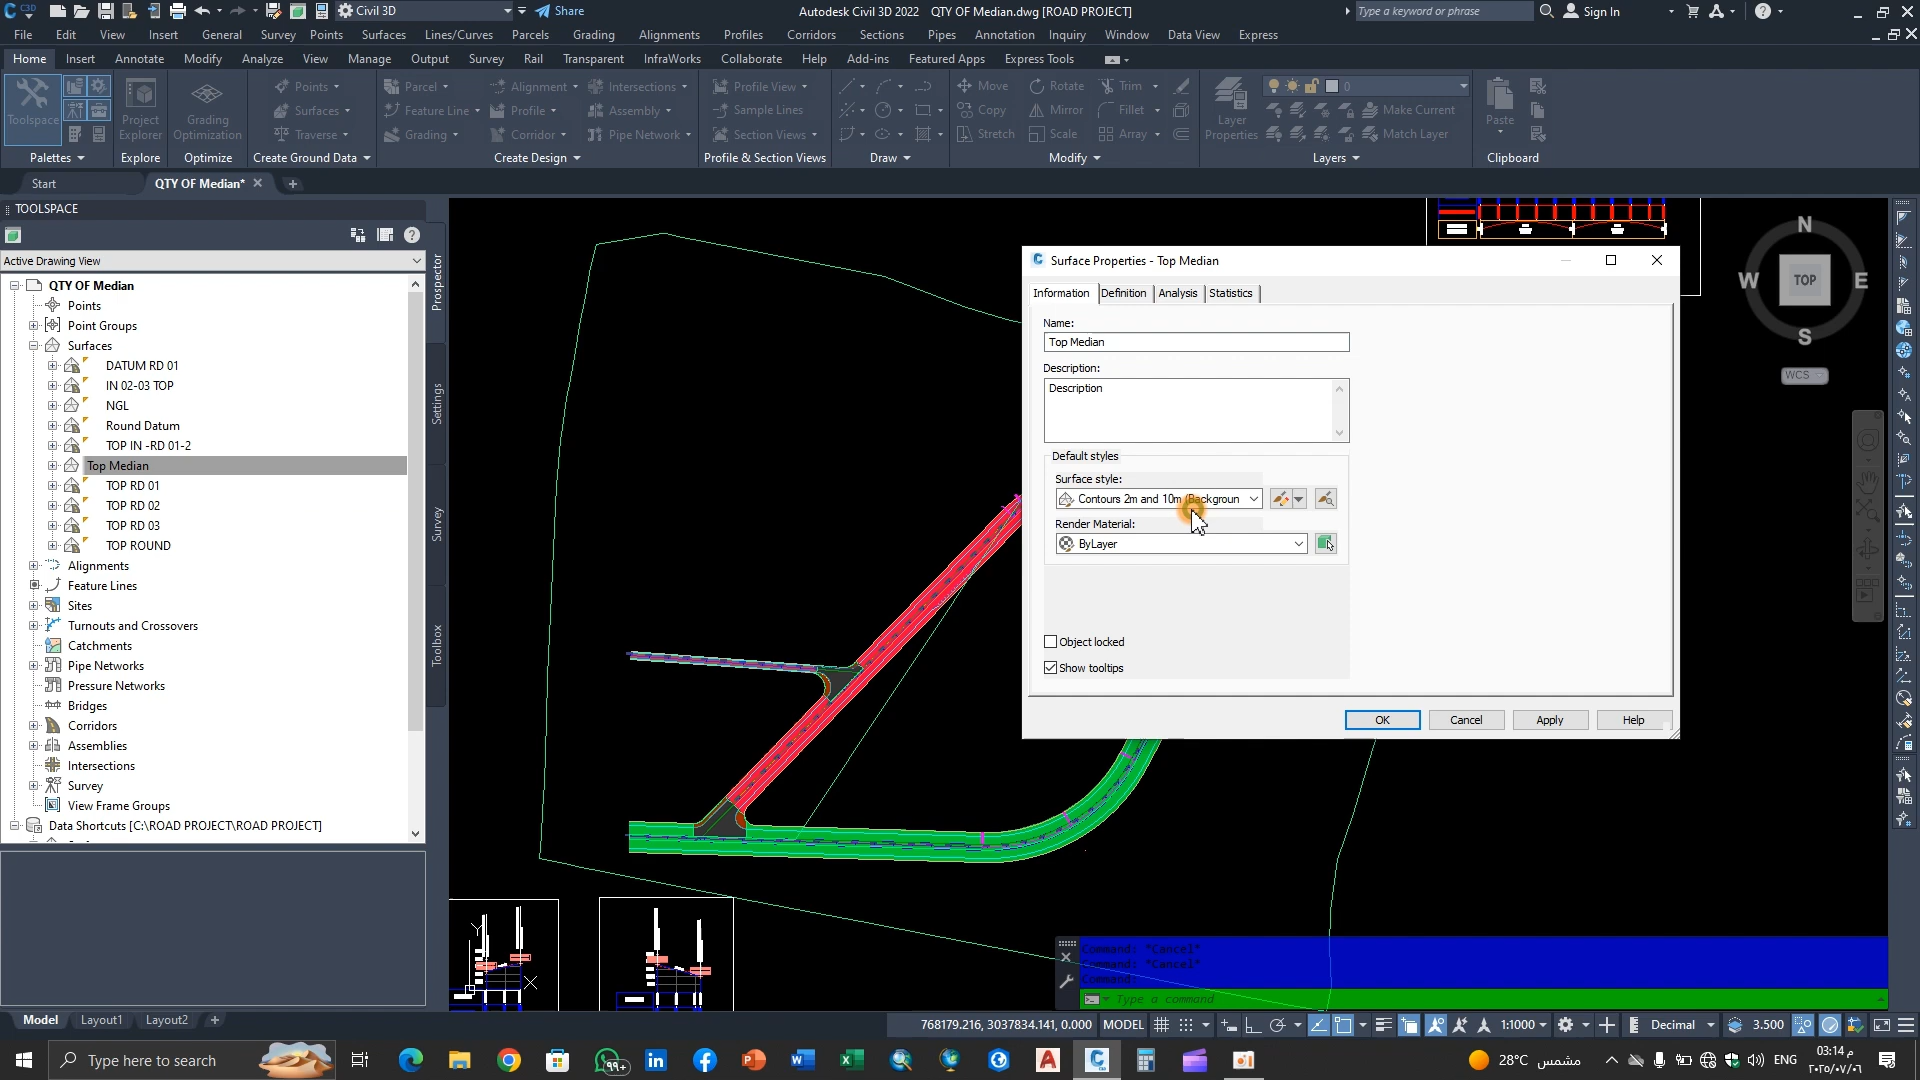 Civil 3D
Share
Autodesk Civil 3D 2022 QTY OF Median.dwg [ROAD PROJECT]
Type a keyword or phrase
Sign In
File Edit View Insert General Survey Points Surfaces Lines/Curves Parcels Grading Alignments Profiles Corridors Sections Pipes Annotation Inquiry Window Data View Express
Home Insert Annotate Modify Analyze View Manage Output Survey Rail Transparent InfraWorks Collaborate Help Add-ins Featured Apps Express Tools
Points Parcel Alignment Intersections Profile View Move Rotate Trim 0
Surfaces Feature Line Profile Assembly Sample Lines Copy Mirror Fillet Make Current
Toolspace Project Explorer Grading Optimization Traverse Grading Corridor Pipe Network Section Views Stretch Scale Array Layer Properties Match Layer Paste
Palettes Explore Optimize Create Ground Data Create Design Profile & Section Views Draw Modify Layers Clipboard
Start QTY OF Median*
TOOLSPACE
Active Drawing View
QTY OF Median
Points
Point Groups
Surfaces
DATUM RD 01
IN 02-03 TOP
NGL
Round Datum
TOP IN -RD 01-2
Top Median
TOP RD 01
TOP RD 02
TOP RD 03
TOP ROUND
Alignments
Feature Lines
Sites
Turnouts and Crossovers
Catchments
Pipe Networks
Pressure Networks
Bridges
Corridors
Assemblies
Intersections
Survey
View Frame Groups
Data Shortcuts [C:\ROAD PROJECT\ROAD PROJECT]
Prospector
Settings
Survey
Toolbox
Surface Properties - Top Median
Information Definition Analysis Statistics
Name:
Top Median
Description:
Description
Default styles
Surface style:
Contours 2m and 10m (Backgroun
Render Material:
ByLayer
Object locked
Show tooltips
OK Cancel Apply Help
N
W TOP E
S
WCS
Y
X
Command: *Cancel*
Command: *Cancel*
Command:
Type a command
Model Layout1 Layout2
768179.216, 3037834.141, 0.000 MODEL 1:1000 Decimal 3.500
Type here to search
٩٩+
28°C مشمس
ENG
03:14 م
٢٠٢٥/٠٧/٠٦